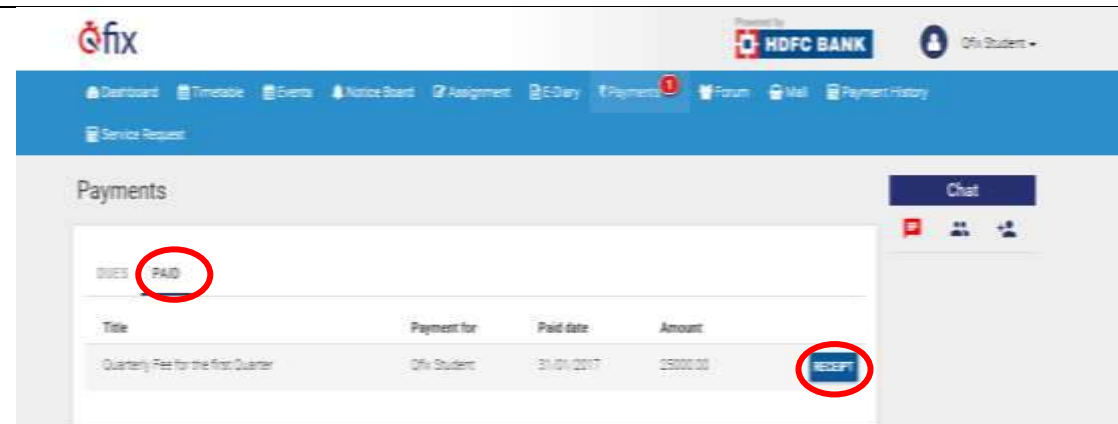 Qfix
Powered by
HDFC BANK
Qfix Student
Dashboard Timetable Events Notice Board Assignment E-Diary Payments 1 Forum Mail Payment History
Service Request
Payments
Chat
DUES PAID
Title Payment for Paid date Amount
Quarterly Fee for the first Quarter Qfix Student 31/01/2017 25000.00 RECEIPT